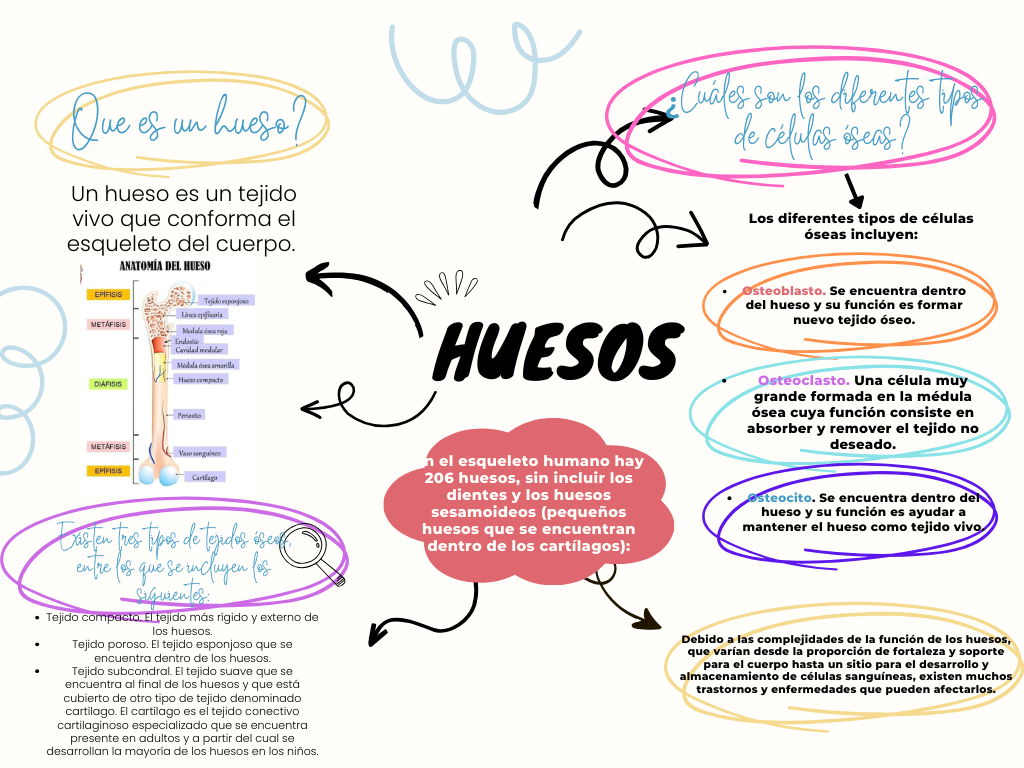 Que es un hueso?
Un hueso es un tejido
vivo que conforma el
esqueleto del cuerpo.
ANATOMÍA DEL HUESO
EPÍFISIS
METÁFISIS
DIÁFISIS
METÁFISIS
EPÍFISIS
Tejido esponjoso
Línea epifisaria
Medula ósea roja
Endostio
Cavidad medular
Médula ósea amarilla
Hueso compacto
Periostio
Vaso sanguíneo
Cartílago
Existen tres tipos de tejidos óseos,
entre los que se incluyen los
siguientes:
• Tejido compacto. El tejido más rígido y externo de
los huesos.
• Tejido poroso. El tejido esponjoso que se
encuentra dentro de los huesos.
• Tejido subcondral. El tejido suave que se
encuentra al final de los huesos y que está
cubierto de otro tipo de tejido denominado
cartílago. El cartílago es el tejido conectivo
cartilaginoso especializado que se encuentra
presente en adultos y a partir del cual se
desarrollan la mayoría de los huesos en los niños.
HUESOS
n el esqueleto humano hay
206 huesos, sin incluir los
dientes y los huesos
sesamoideos (pequeños
huesos que se encuentran
dentro de los cartílagos):
¿Cuáles son los diferentes tipos
de células óseas?
Los diferentes tipos de células
óseas incluyen:
• Osteoblasto. Se encuentra dentro
del hueso y su función es formar
nuevo tejido óseo.
• Osteoclasto. Una célula muy
grande formada en la médula
ósea cuya función consiste en
absorber y remover el tejido no
deseado.
• Osteocito. Se encuentra dentro del
hueso y su función es ayudar a
mantener el hueso como tejido vivo.
Debido a las complejidades de la función de los huesos,
que varían desde la proporción de fortaleza y soporte
para el cuerpo hasta un sitio para el desarrollo y
almacenamiento de células sanguíneas, existen muchos
trastornos y enfermedades que pueden afectarlos.